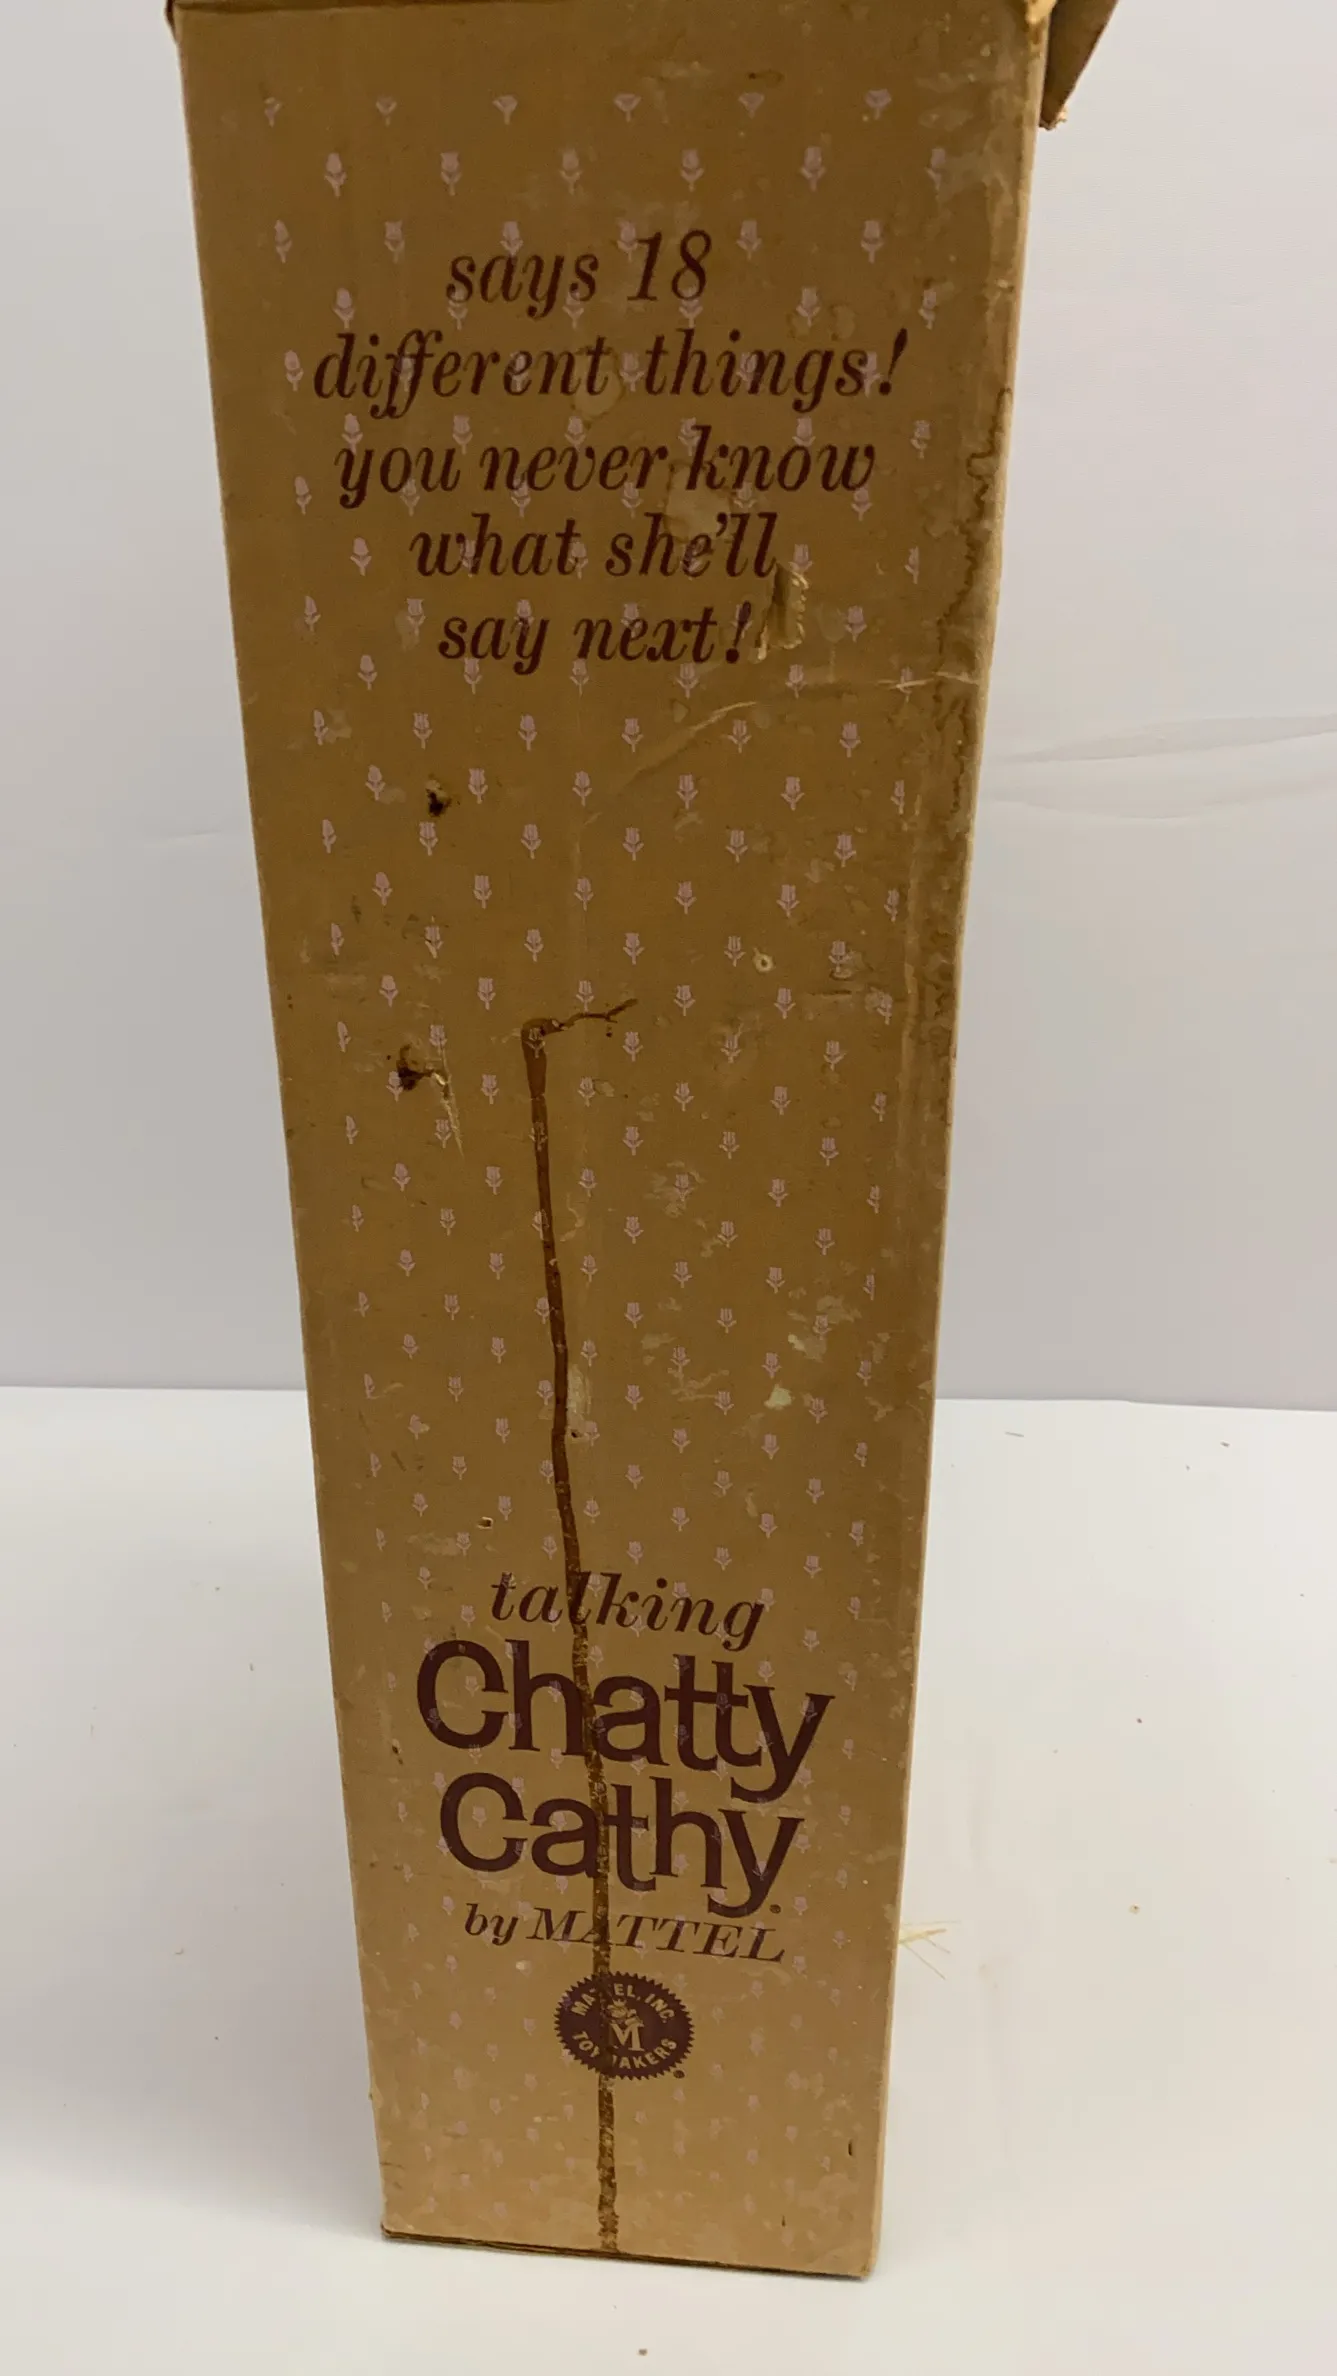 says 18
different things!
you never know
what she'll
say next!
talking
Chatty
Cathy®
by MATTEL
MATTEL, INC.
M
TOYMAKERS
®